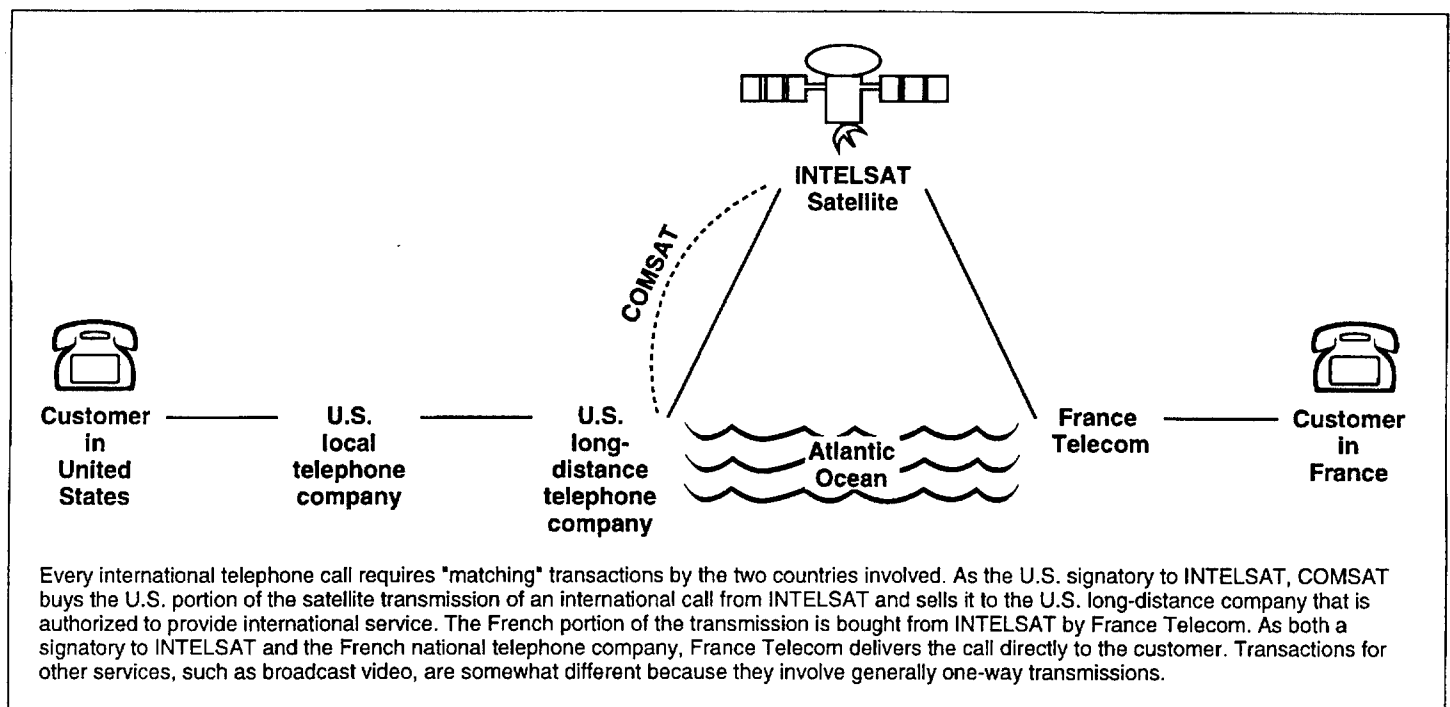 INTELSAT
Satellite
COMSAT
Customer
in
United
States
U.S.
local
telephone
company
U.S.
long-
distance
telephone
company
Atlantic
Ocean
France
Telecom
Customer
in
France
Every international telephone call requires "matching" transactions by the two countries involved. As the U.S. signatory to INTELSAT, COMSAT
buys the U.S. portion of the satellite transmission of an international call from INTELSAT and sells it to the U.S. long-distance company that is
authorized to provide international service. The French portion of the transmission is bought from INTELSAT by France Telecom. As both a
signatory to INTELSAT and the French national telephone company, France Telecom delivers the call directly to the customer. Transactions for
other services, such as broadcast video, are somewhat different because they involve generally one-way transmissions.